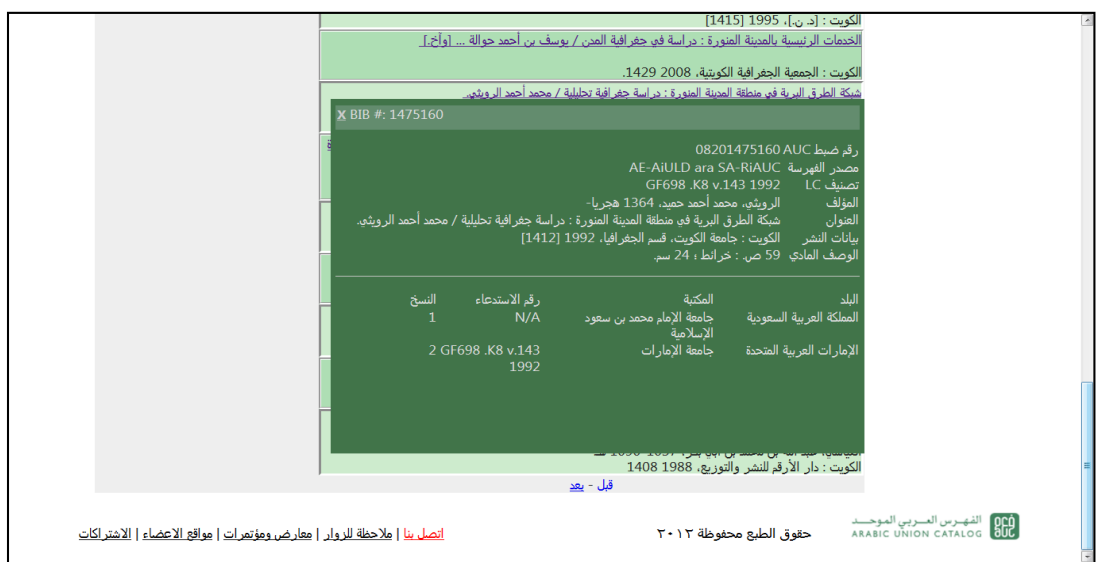 الكويت : [د. ن.]، 1995 [1415]
الخدمات الرئيسية بالمدينة المنورة : دراسة في جغرافية المدن / يوسف بن أحمد حوالة ... [وآخ.]
الكويت : الجمعية الجغرافية الكويتية، 2008 1429.
شبكة الطرق البرية في منطقة المدينة المنورة : دراسة جغرافية تحليلية / محمد أحمد الرويثي.
X BIB #: 1475160
رقم ضبط AUC 08201475160
مصدر الفهرسة AE-AiULD ara SA-RiAUC
تصنيف LC GF698 .K8 v.143 1992
المؤلف الرويثي، محمد أحمد حميد، 1364 هجريا-
العنوان شبكة الطرق البرية في منطقة المدينة المنورة : دراسة جغرافية تحليلية / محمد أحمد الرويثي.
بيانات النشر الكويت : جامعة الكويت، قسم الجغرافيا، 1992 [1412]
الوصف المادي 59 ص. : خرائط ؛ 24 سم.
البلد المكتبة رقم الاستدعاء النسخ
المملكة العربية السعودية جامعة الإمام محمد بن سعود الإسلامية N/A 1
الإمارات العربية المتحدة جامعة الإمارات GF698 .K8 v.143 1992 2
الكويت : دار الأرقم للنشر والتوزيع، 1988 1408
قبل - بعد
الفهرس العربي الموحد
ARABIC UNION CATALOG
حقوق الطبع محفوظة ٢٠١٣
اتصل بنا | ملاحظة للزوار | معارض ومؤتمرات | مواقع الاعضاء | الاشتراكات